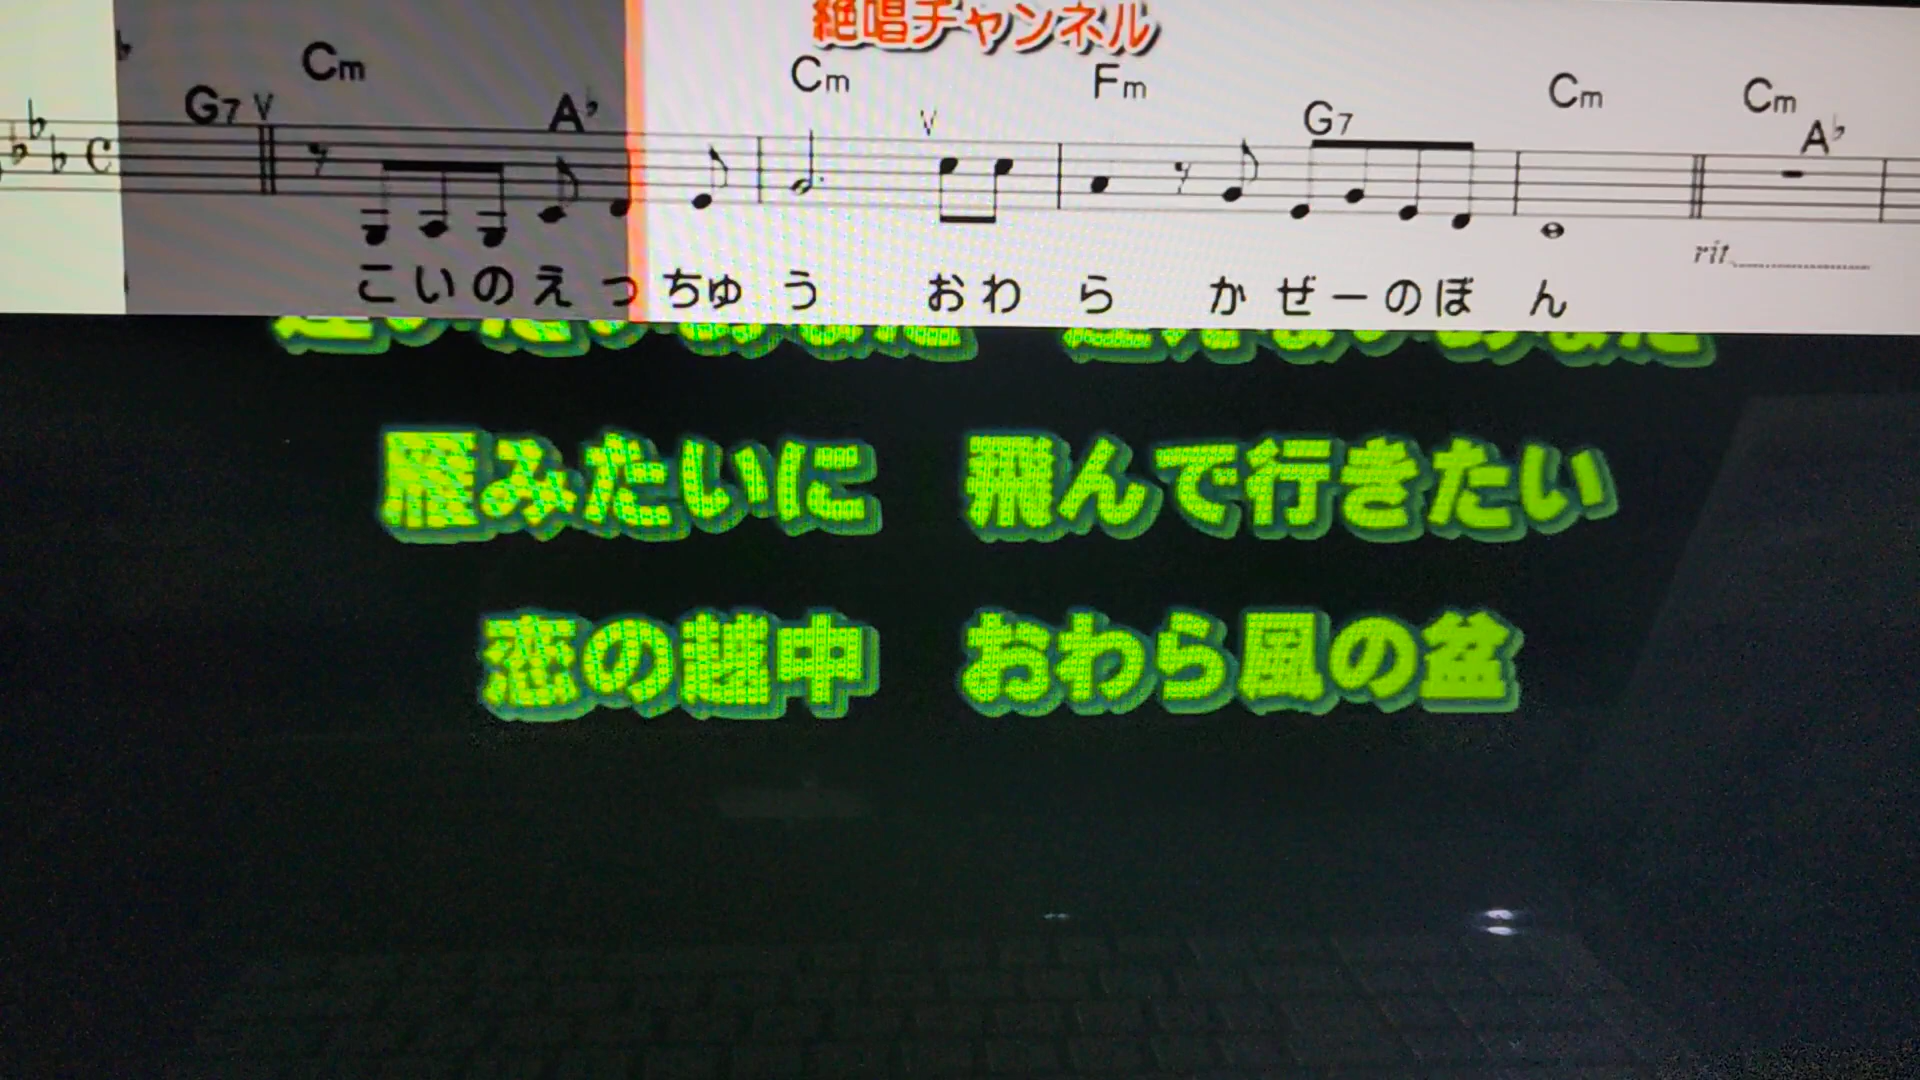 絶唱チャンネル
Cm Cm Fm Cm Cm
G7 V A♭ V G7 A♭
C
rit.
こいのえっちゅう おわら かぜーのぼん
雁みたいに 飛んで行きたい
恋の越中 おわら風の盆